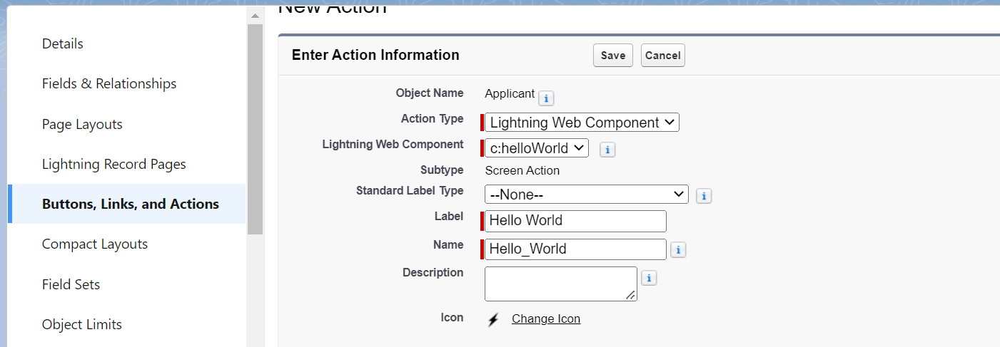 New Action
Details
Fields & Relationships
Page Layouts
Lightning Record Pages
Buttons, Links, and Actions
Compact Layouts
Field Sets
Object Limits
Enter Action Information Save Cancel
Object Name Applicant i
Action Type Lightning Web Component
Lightning Web Component c:helloWorld i
Subtype Screen Action
Standard Label Type --None-- i
Label Hello World
Name Hello_World i
Description i
Icon Change Icon